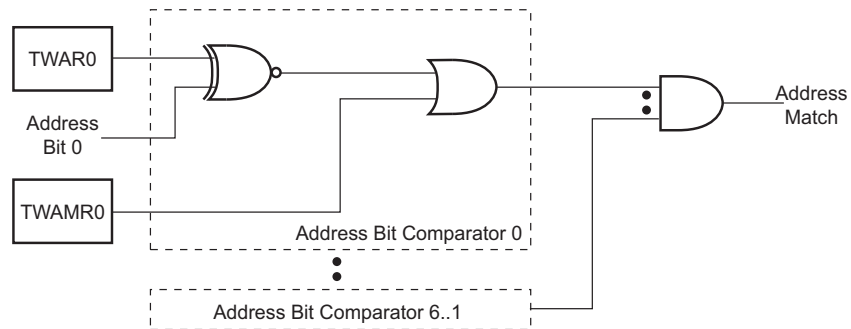 TWAR0
Address
Bit 0
TWAMR0
Address
Match
Address Bit Comparator 0
Address Bit Comparator 6..1